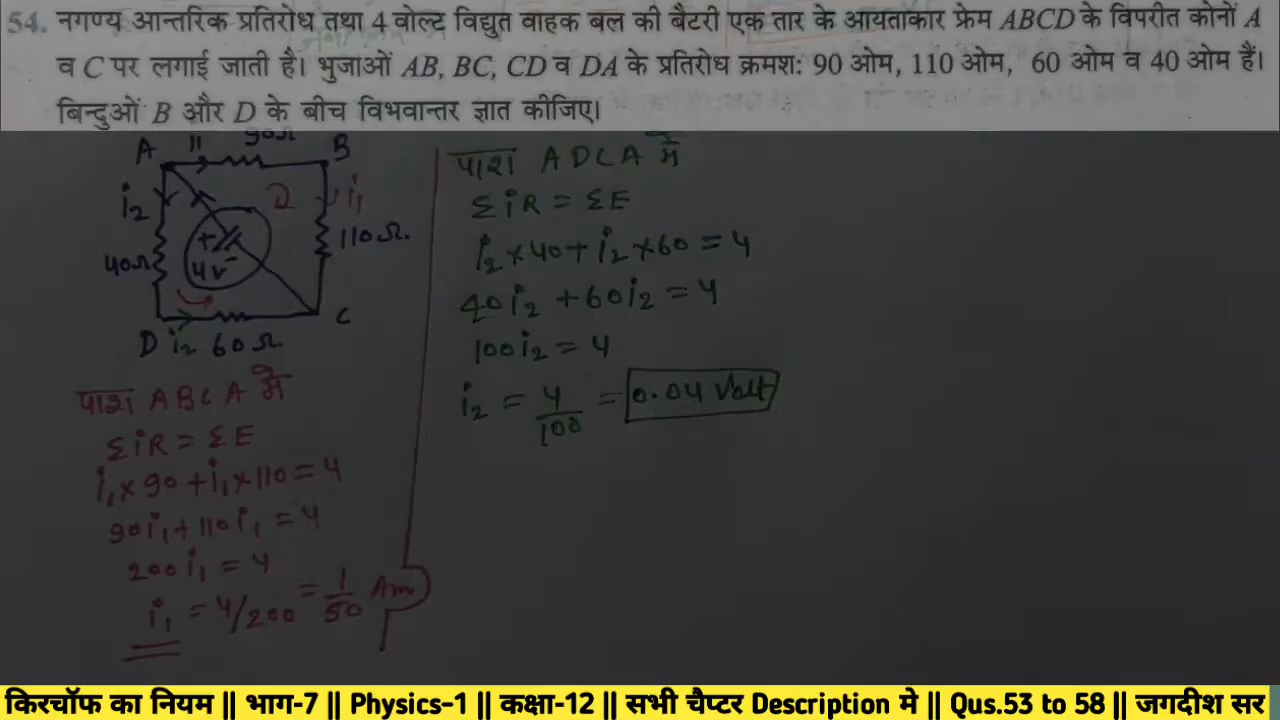 54. नगण्य आन्तरिक प्रतिरोध तथा 4 वोल्ट विद्युत वाहक बल की बैटरी एक तार के आयताकार फ्रेम ABCD के विपरीत कोनों A
व C पर लगाई जाती है। भुजाओं AB, BC, CD व DA के प्रतिरोध क्रमश: 90 ओम, 110 ओम, 60 ओम व 40 ओम हैं।
बिन्दुओं B और D के बीच विभवान्तर ज्ञात कीजिए।
A i1 90Ω B
i2 i1
+ 110Ω.
40Ω 4V -
C
D i2 60Ω.
पाश ABCA में
ΣiR = ΣE
i1×90+i1×110=4
90i1+110i1 =4
200i1=4
i1 = 4/200 = 1/50 Am
पाश ADCA में
ΣiR = ΣE
i2×40+i2×60=4
40i2+60i2=4
100i2=4
i2 = 4/100 = 0.04 Volt
किरचॉफ का नियम || भाग-7 || Physics-1 || कक्षा-12 || सभी चैप्टर Description मे || Qus.53 to 58 || जगदीश सर